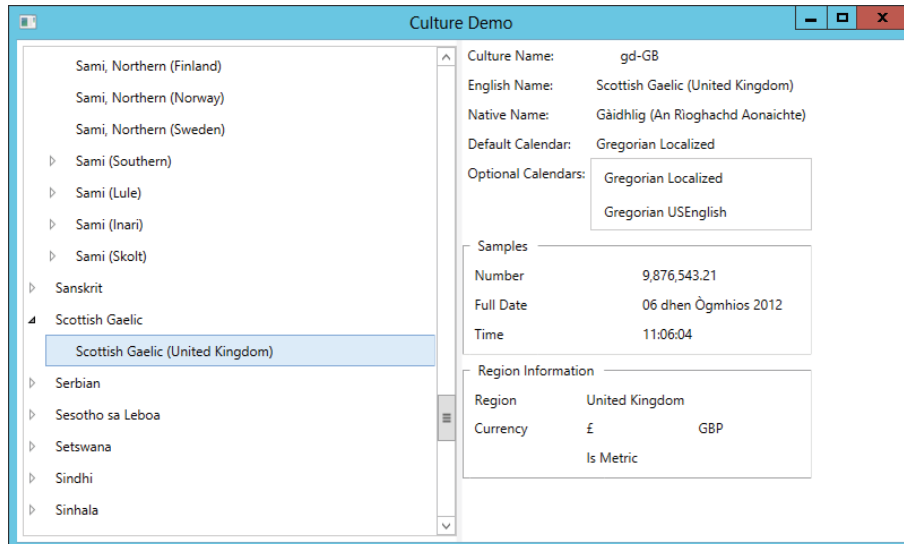 Culture Demo
Sami, Northern (Finland)
Sami, Northern (Norway)
Sami, Northern (Sweden)
Sami (Southern)
Sami (Lule)
Sami (Inari)
Sami (Skolt)
Sanskrit
Scottish Gaelic
Scottish Gaelic (United Kingdom)
Serbian
Sesotho sa Leboa
Setswana
Sindhi
Sinhala
Culture Name: gd-GB
English Name: Scottish Gaelic (United Kingdom)
Native Name: Gàidhlig (An Rìoghachd Aonaichte)
Default Calendar: Gregorian Localized
Optional Calendars: Gregorian Localized
Gregorian USEnglish
Samples
Number 9,876,543.21
Full Date 06 dhen Ògmhios 2012
Time 11:06:04
Region Information
Region United Kingdom
Currency £ GBP
Is Metric